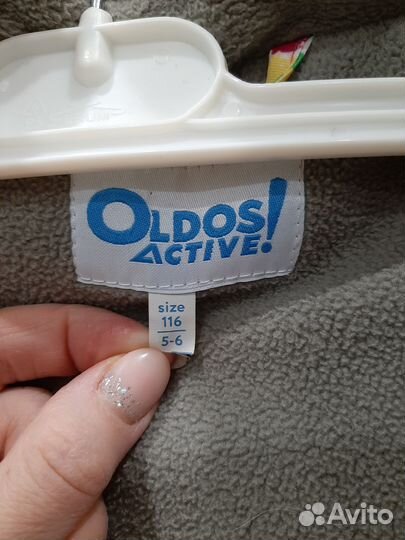 OLDOS
ACTIVE!
size
116
5-6
Avito